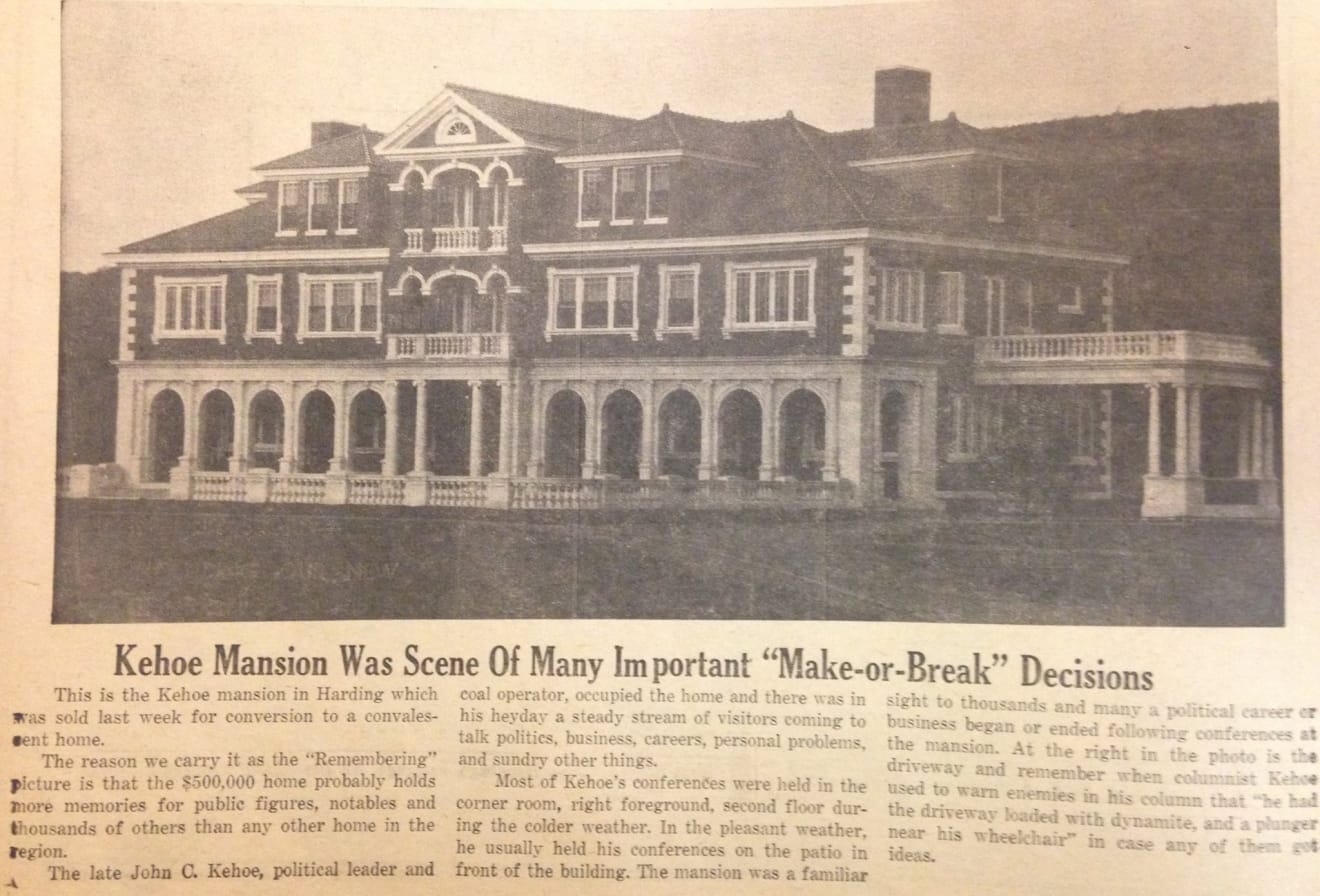 Kehoe Mansion Was Scene Of Many Important "Make-or-Break" Decisions
This is the Kehoe mansion in Harding which
was sold last week for conversion to a convales-
cent home.
The reason we carry it as the "Remembering"
picture is that the $500,000 home probably holds
more memories for public figures, notables and
thousands of others than any other home in the
region.
The late John C. Kehoe, political leader and
coal operator, occupied the home and there was in
his heyday a steady stream of visitors coming to
talk politics, business, careers, personal problems,
and sundry other things.
Most of Kehoe's conferences were held in the
corner room, right foreground, second floor dur-
ing the colder weather. In the pleasant weather,
he usually held his conferences on the patio in
front of the building. The mansion was a familiar
sight to thousands and many a political career or
business began or ended following conferences at
the mansion. At the right in the photo is the
driveway and remember when columnist Kehoe
used to warn enemies in his column that "he had
the driveway loaded with dynamite, and a plunger
near his wheelchair" in case any of them got
ideas.